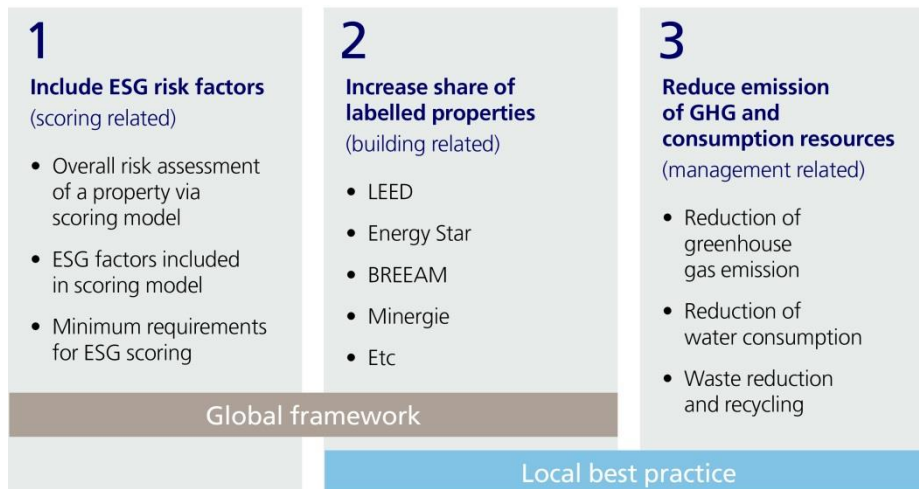 1
Include ESG risk factors
(scoring related)
• Overall risk assessment
of a property via
scoring model
• ESG factors included
in scoring model
• Minimum requirements
for ESG scoring
2
Increase share of
labelled properties
(building related)
• LEED
• Energy Star
• BREEAM
• Minergie
• Etc
3
Reduce emission
of GHG and
consumption resources
(management related)
• Reduction of
greenhouse
gas emission
• Reduction of
water consumption
• Waste reduction
and recycling
Global framework
Local best practice